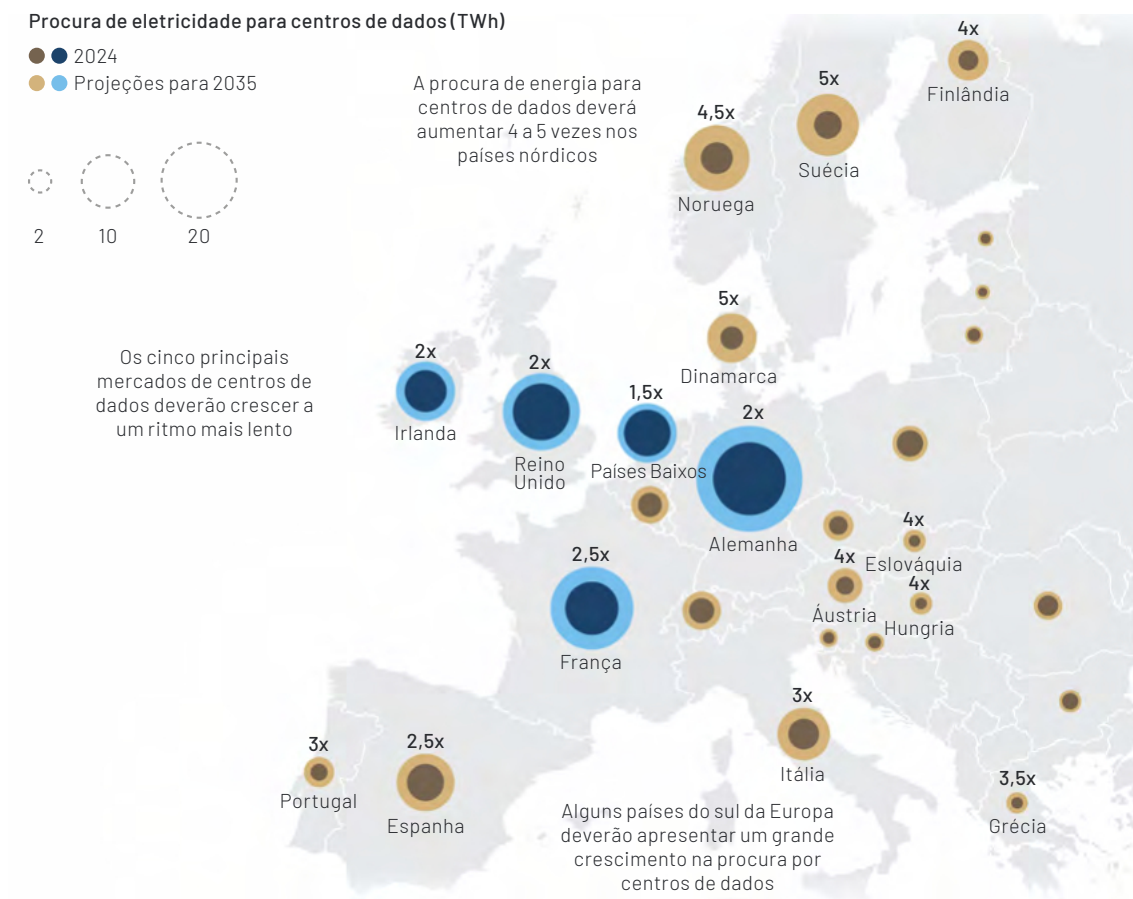 Procura de eletricidade para centros de dados (TWh)
2024
Projeções para 2035
2
10
20
A procura de energia para
centros de dados deverá
aumentar 4 a 5 vezes nos
países nórdicos
4x
Finlândia
5x
Suécia
4,5x
Noruega
5x
Dinamarca
Os cinco principais
mercados de centros de
dados deverão crescer a
um ritmo mais lento
2x
Irlanda
2x
Reino
Unido
1,5x
Países Baixos
2x
Alemanha
4x
Eslováquia
4x
Áustria
4x
Hungria
2,5x
França
3x
Portugal
2,5x
Espanha
3x
Itália
3,5x
Grécia
Alguns países do sul da Europa
deverão apresentar um grande
crescimento na procura por
centros de dados